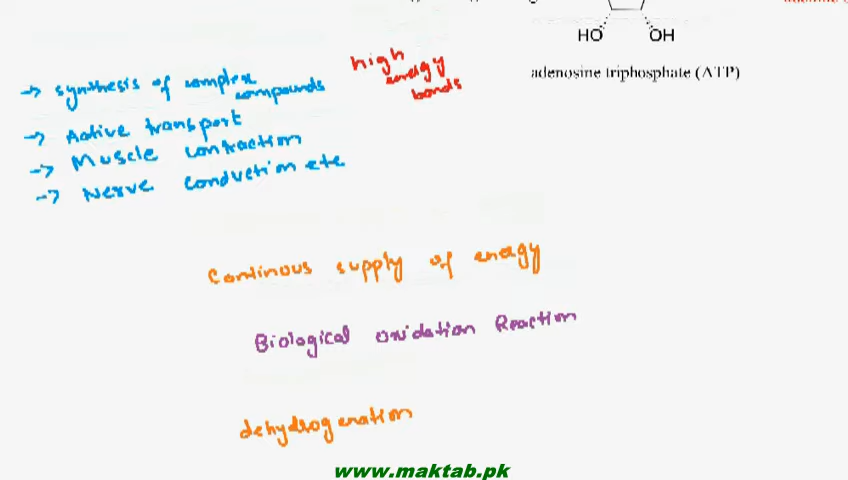 HO OH
adenosine triphosphate (ATP)
high
energy
bonds
-> synthesis of complex
compounds
-> Active transport
-> Muscle contraction
-> Nerve conduction etc
Continous supply of energy
Biological oxidation Reaction
dehydrogenation
www.maktab.pk